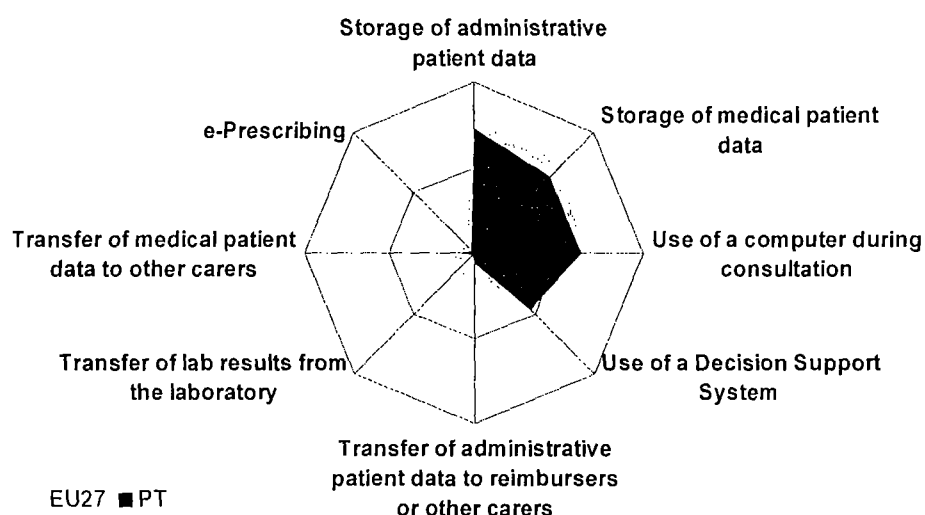 Storage of administrative
patient data
Storage of medical patient
data
e-Prescribing
Transfer of medical patient
data to other carers
Use of a computer during
consultation
Transfer of lab results from
the laboratory
Use of a Decision Support
System
Transfer of administrative
patient data to reimbursers
or other carers
EU27 ■ PT